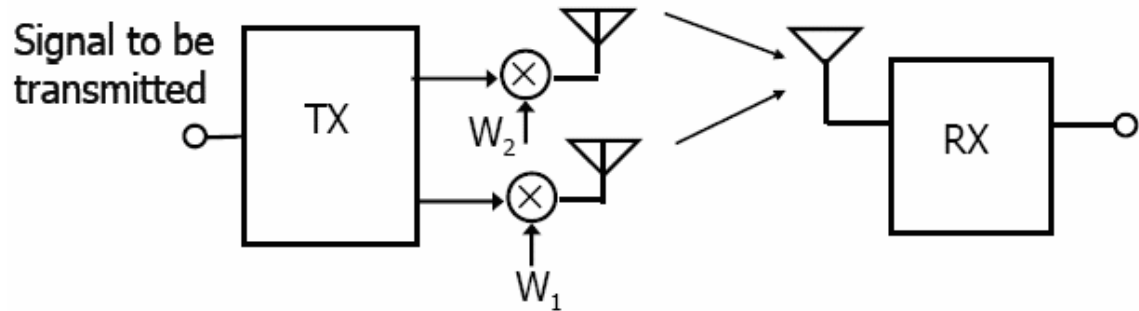 Signal to be
transmitted
TX
W₂
W₁
RX